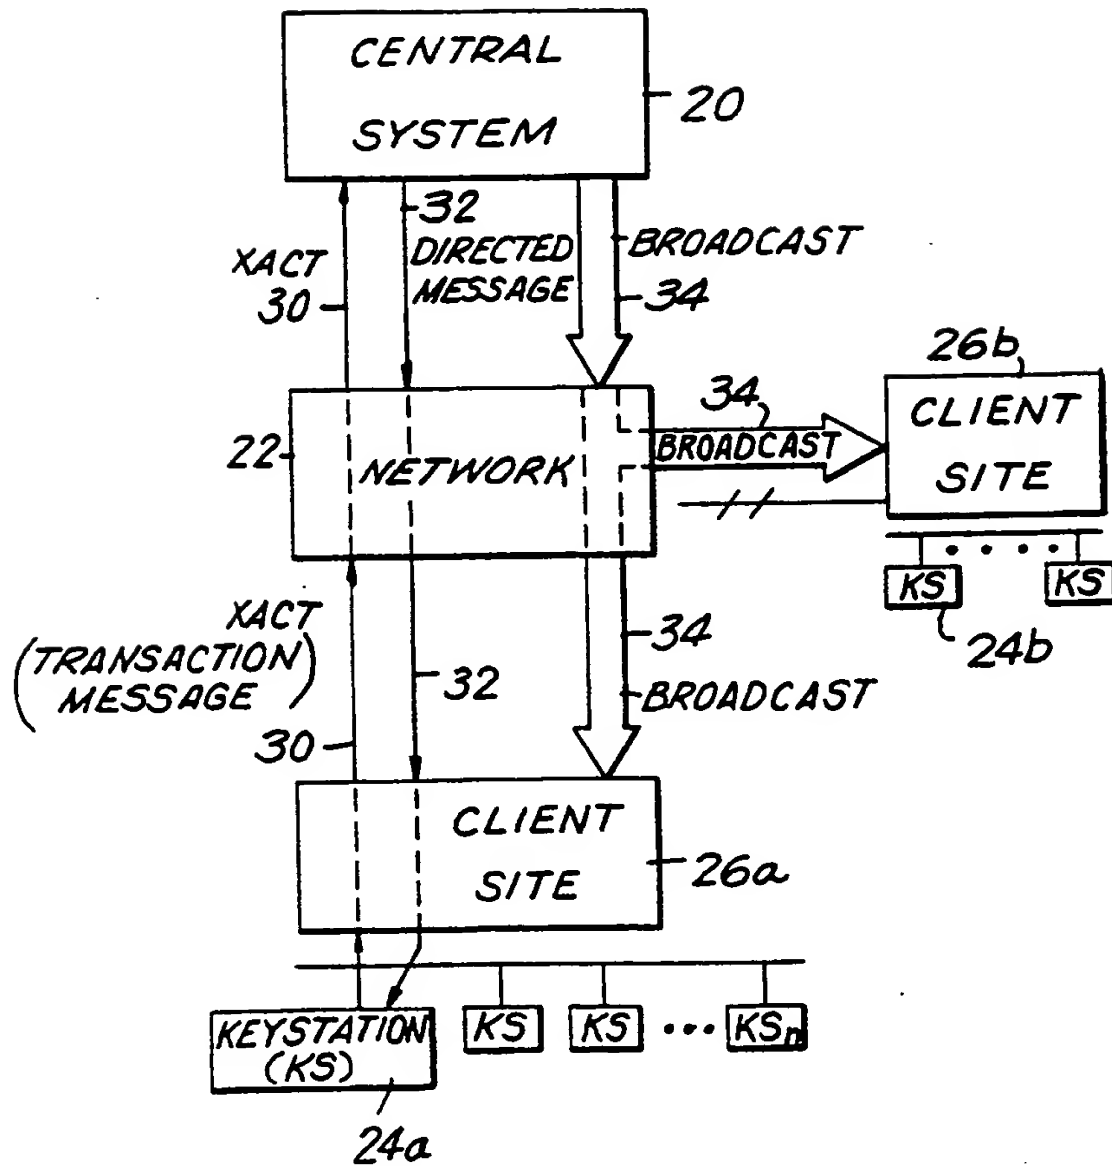 CENTRAL
SYSTEM
20
32
DIRECTED
MESSAGE
BROADCAST
34
XACT
30
26b
CLIENT
SITE
34
BROADCAST
22
NETWORK
KS
KS
24b
XACT
(TRANSACTION
MESSAGE)
30
32
34
BROADCAST
CLIENT
SITE
26a
KEYSTATION
(KS)
KS
KS
KSn
24a